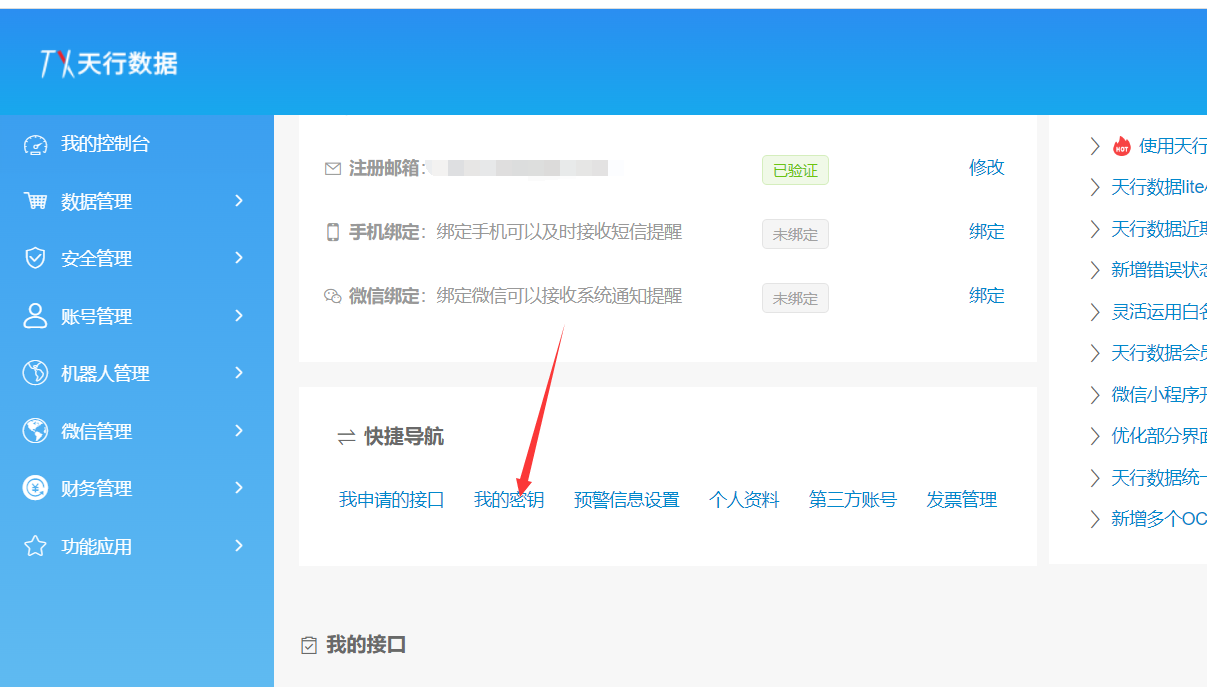 TX天行数据
我的控制台
数据管理
安全管理
账号管理
机器人管理
微信管理
财务管理
功能应用
注册邮箱: 已验证 修改
手机绑定: 绑定手机可以及时接收短信提醒 未绑定 绑定
微信绑定: 绑定微信可以接收系统通知提醒 未绑定 绑定
快捷导航
我申请的接口 我的密钥 预警信息设置 个人资料 第三方账号 发票管理
我的接口
HOT 使用天行
天行数据lite
天行数据近期
新增错误状态
灵活运用白名
天行数据会员
微信小程序开
优化部分界面
天行数据统一
新增多个OC